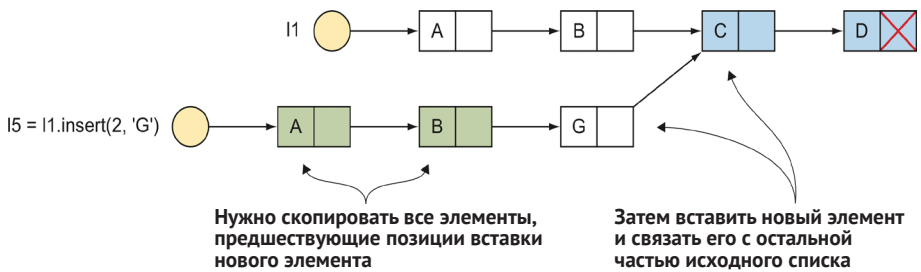 l1
A
B
C
D
l5 = l1.insert(2, 'G')
A
B
G
Нужно скопировать все элементы,
предшествующие позиции вставки
нового элемента
Затем вставить новый элемент
и связать его с остальной
частью исходного списка